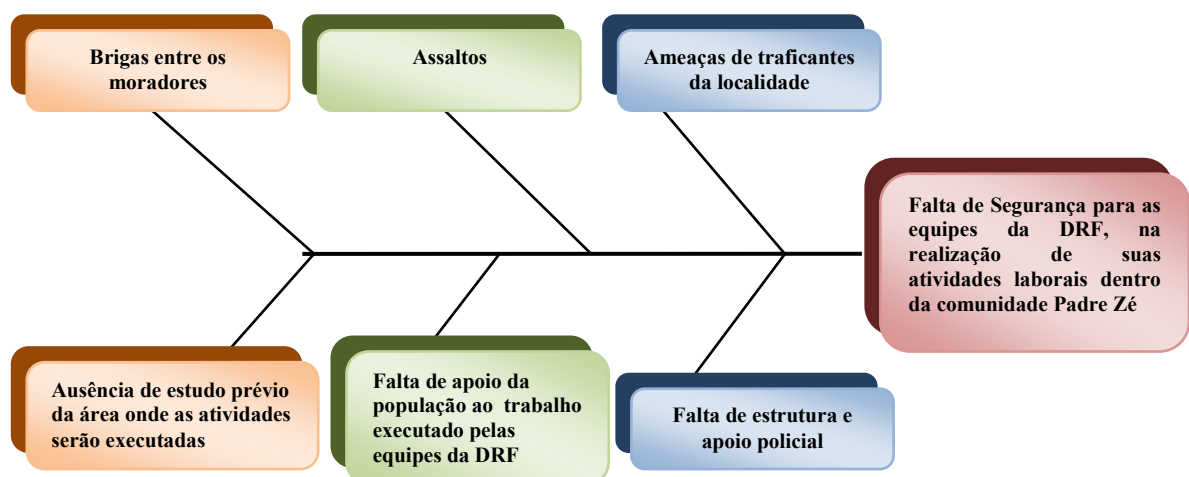 Brigas entre os
moradores
Assaltos
Ameaças de traficantes
da localidade
Falta de Segurança para as
equipes da DRF, na
realização de suas
atividades laborais dentro
da comunidade Padre Zé
Ausência de estudo prévio
da área onde as atividades
serão executadas
Falta de apoio da
população ao trabalho
executado pelas
equipes da DRF
Falta de estrutura e
apoio policial